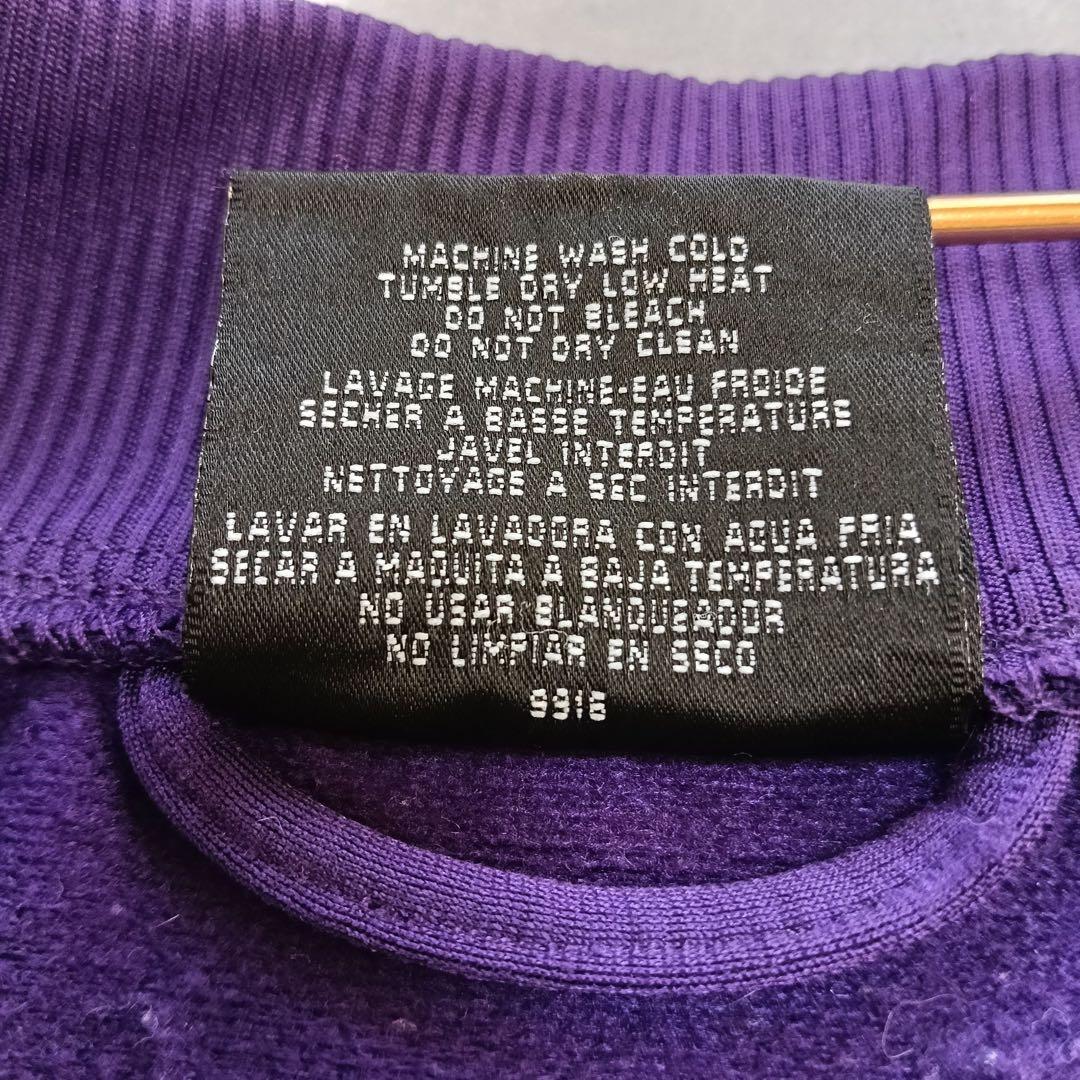 MACHINE WASH COLD
TUMBLE DRY LOW HEAT
DO NOT BLEACH
DO NOT DRY CLEAN
LAVAGE MACHINE-EAU FROIDE
SECHER A BASSE TEMPERATURE
JAVEL INTERDIT
NETTOYAGE A SEC INTERDIT
LAVAR EN LAVADORA CON AGUA FRIA
SECAR A MAQUITA A BAJA TEMPERATURA
NO USAR BLANQUEADOR
NO LIMPIAR EN SECO